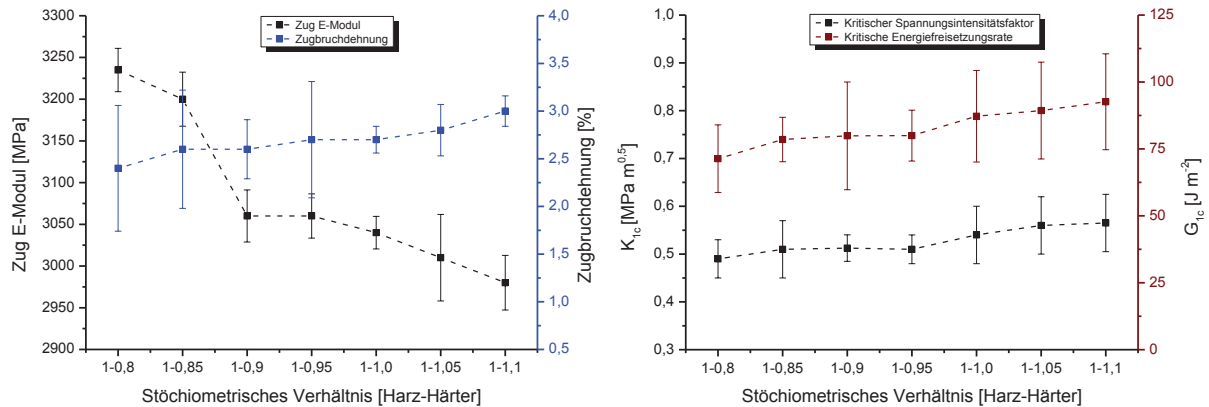 Zug E-Modul
Zugbruchdehnung
Zug E-Modul [MPa]
3300
3250
3200
3150
3100
3050
3000
2950
2900
4,0
3,5
3,0
2,5
2,0
1,5
1,0
0,5
Zugbruchdehnung [%]
1-0,8 1-0,85 1-0,9 1-0,95 1-1,0 1-1,05 1-1,1
Stöchiometrisches Verhältnis [Harz-Härter]
Kritischer Spannungsintensitätsfaktor
Kritische Energiefreisetzungsrate
K1c [MPa m0,5]
1,0
0,9
0,8
0,7
0,6
0,5
0,4
0,3
125
100
75
50
25
0
G1c [J m-2]
1-0,8 1-0,85 1-0,9 1-0,95 1-1,0 1-1,05 1-1,1
Stöchiometrisches Verhältnis [Harz-Härter]